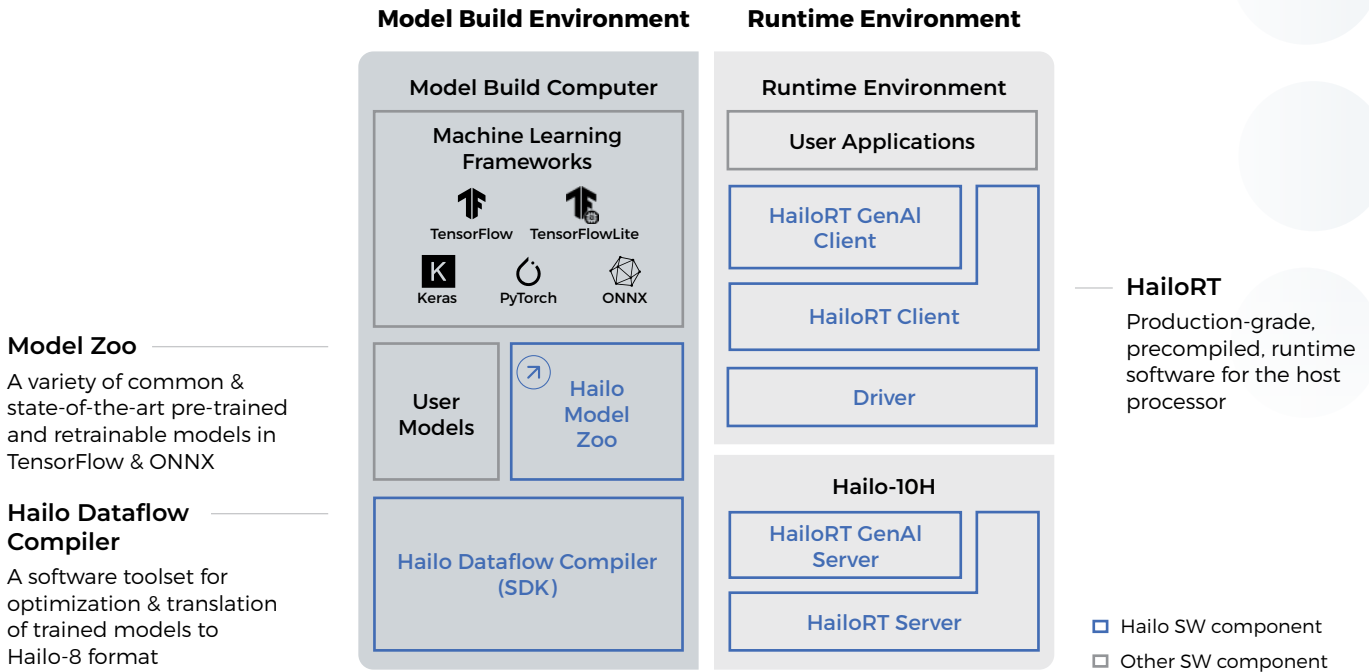 Model Build Environment
Runtime Environment
Model Build Computer
Machine Learning
Frameworks
TensorFlow
TensorFlowLite
K
Keras
PyTorch
ONNX
User
Models
Hailo
Model
Zoo
Hailo Dataflow Compiler
(SDK)
Model Zoo
A variety of common &
state-of-the-art pre-trained
and retrainable models in
TensorFlow & ONNX
Hailo Dataflow
Compiler
A software toolset for
optimization & translation
of trained models to
Hailo-8 format
Runtime Environment
User Applications
HailoRT GenAI
Client
HailoRT Client
Driver
Hailo-10H
HailoRT GenAI
Server
HailoRT Server
HailoRT
Production-grade,
precompiled, runtime
software for the host
processor
Hailo SW component
Other SW component